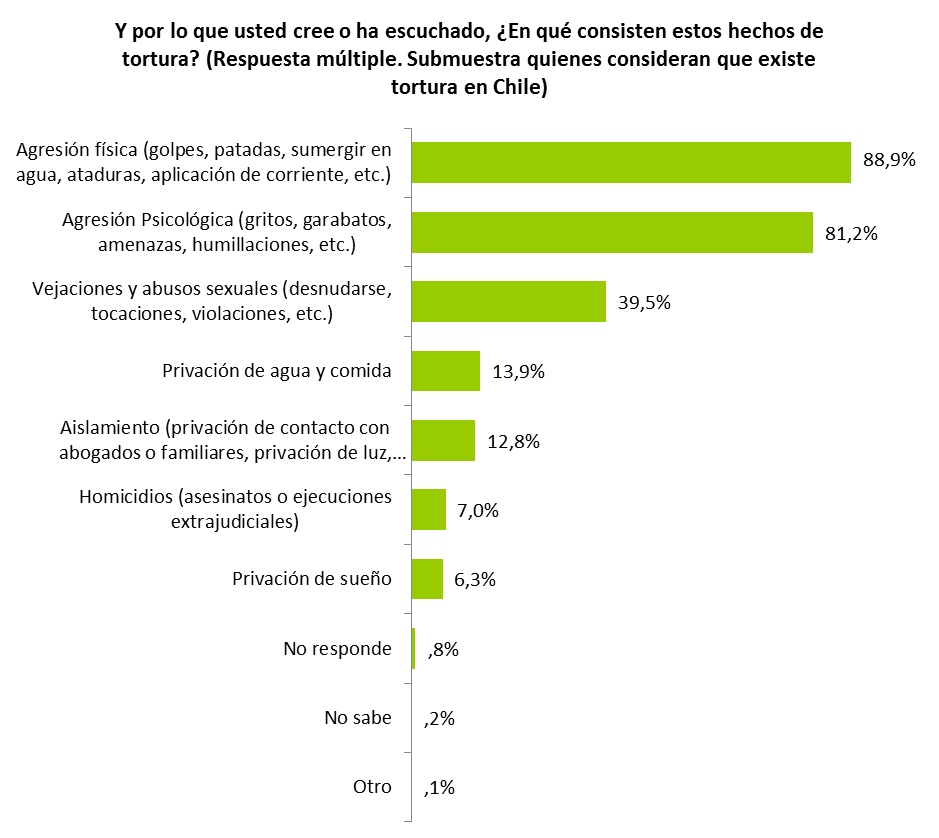 Y por lo que usted cree o ha escuchado, ¿En qué consisten estos hechos de
tortura? (Respuesta múltiple. Submuestra quienes consideran que existe
tortura en Chile)
Agresión física (golpes, patadas, sumergir en
agua, ataduras, aplicación de corriente, etc.)
88,9%
Agresión Psicológica (gritos, garabatos,
amenazas, humillaciones, etc.)
81,2%
Vejaciones y abusos sexuales (desnudarse,
tocaciones, violaciones, etc.)
39,5%
Privación de agua y comida
13,9%
Aislamiento (privación de contacto con
abogados o familiares, privación de luz,...
12,8%
Homicidios (asesinatos o ejecuciones
extrajudiciales)
7,0%
Privación de sueño
6,3%
No responde
,8%
No sabe
,2%
Otro
,1%